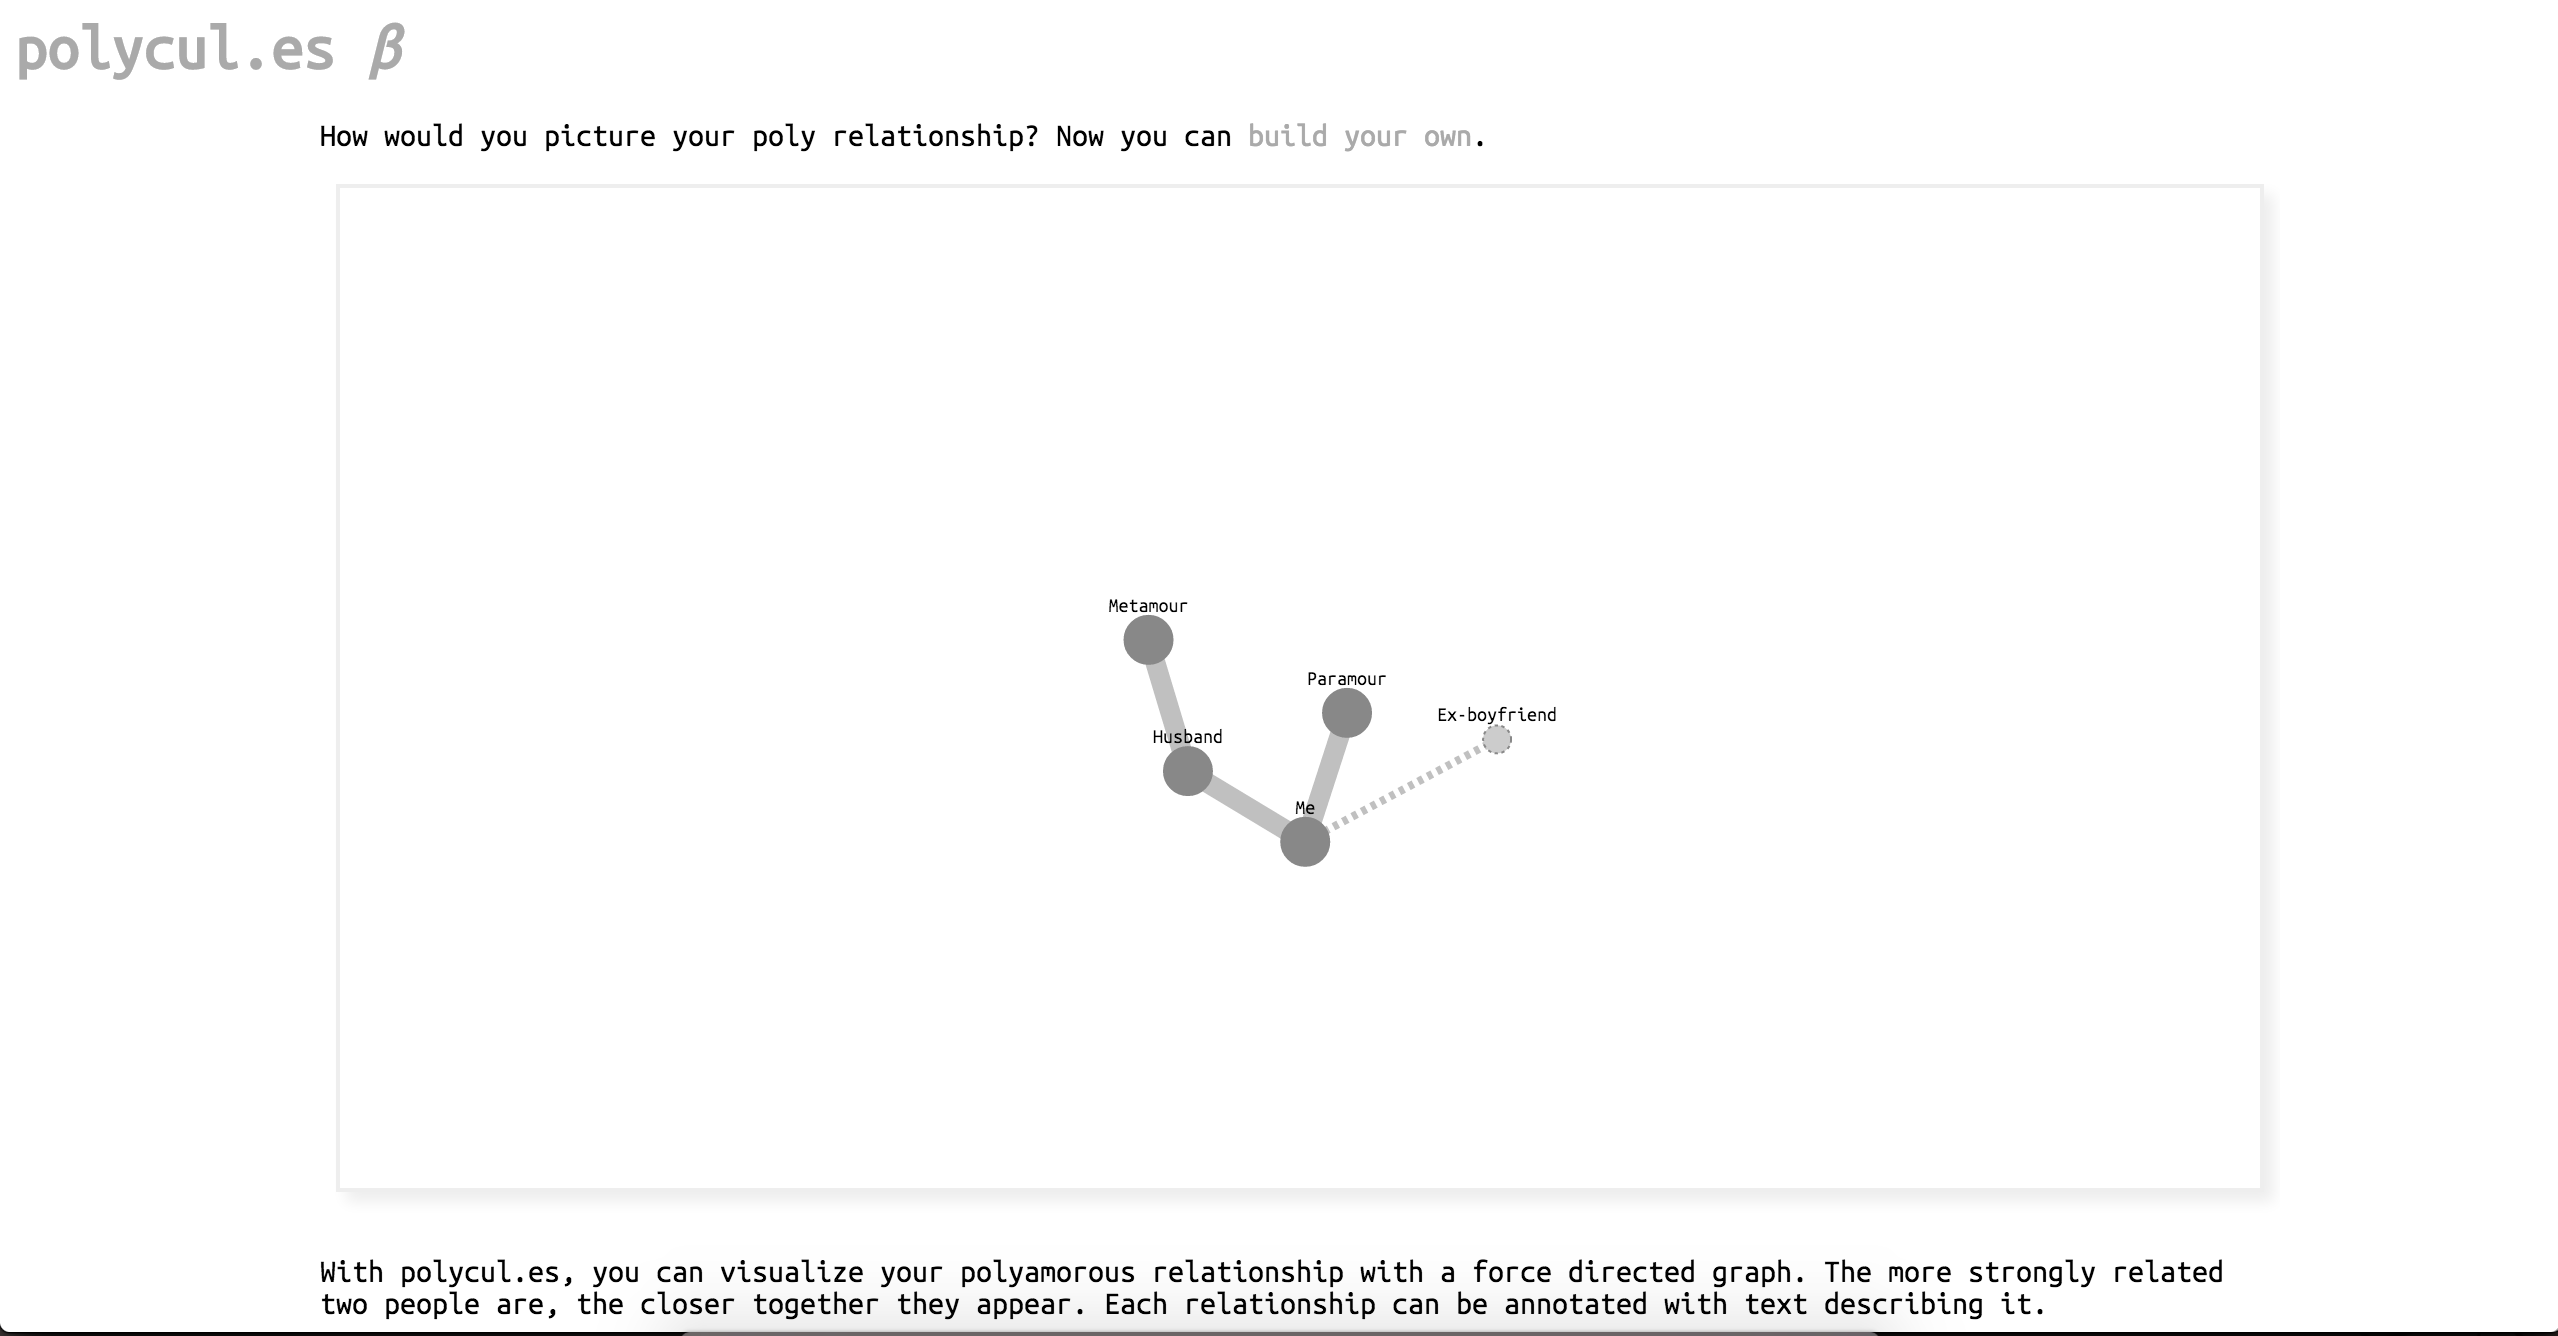 polycul.es β
How would you picture your poly relationship? Now you can build your own.
Metamour
Paramour
Ex-boyfriend
Husband
Me
With polycul.es, you can visualize your polyamorous relationship with a force directed graph. The more strongly related
two people are, the closer together they appear. Each relationship can be annotated with text describing it.